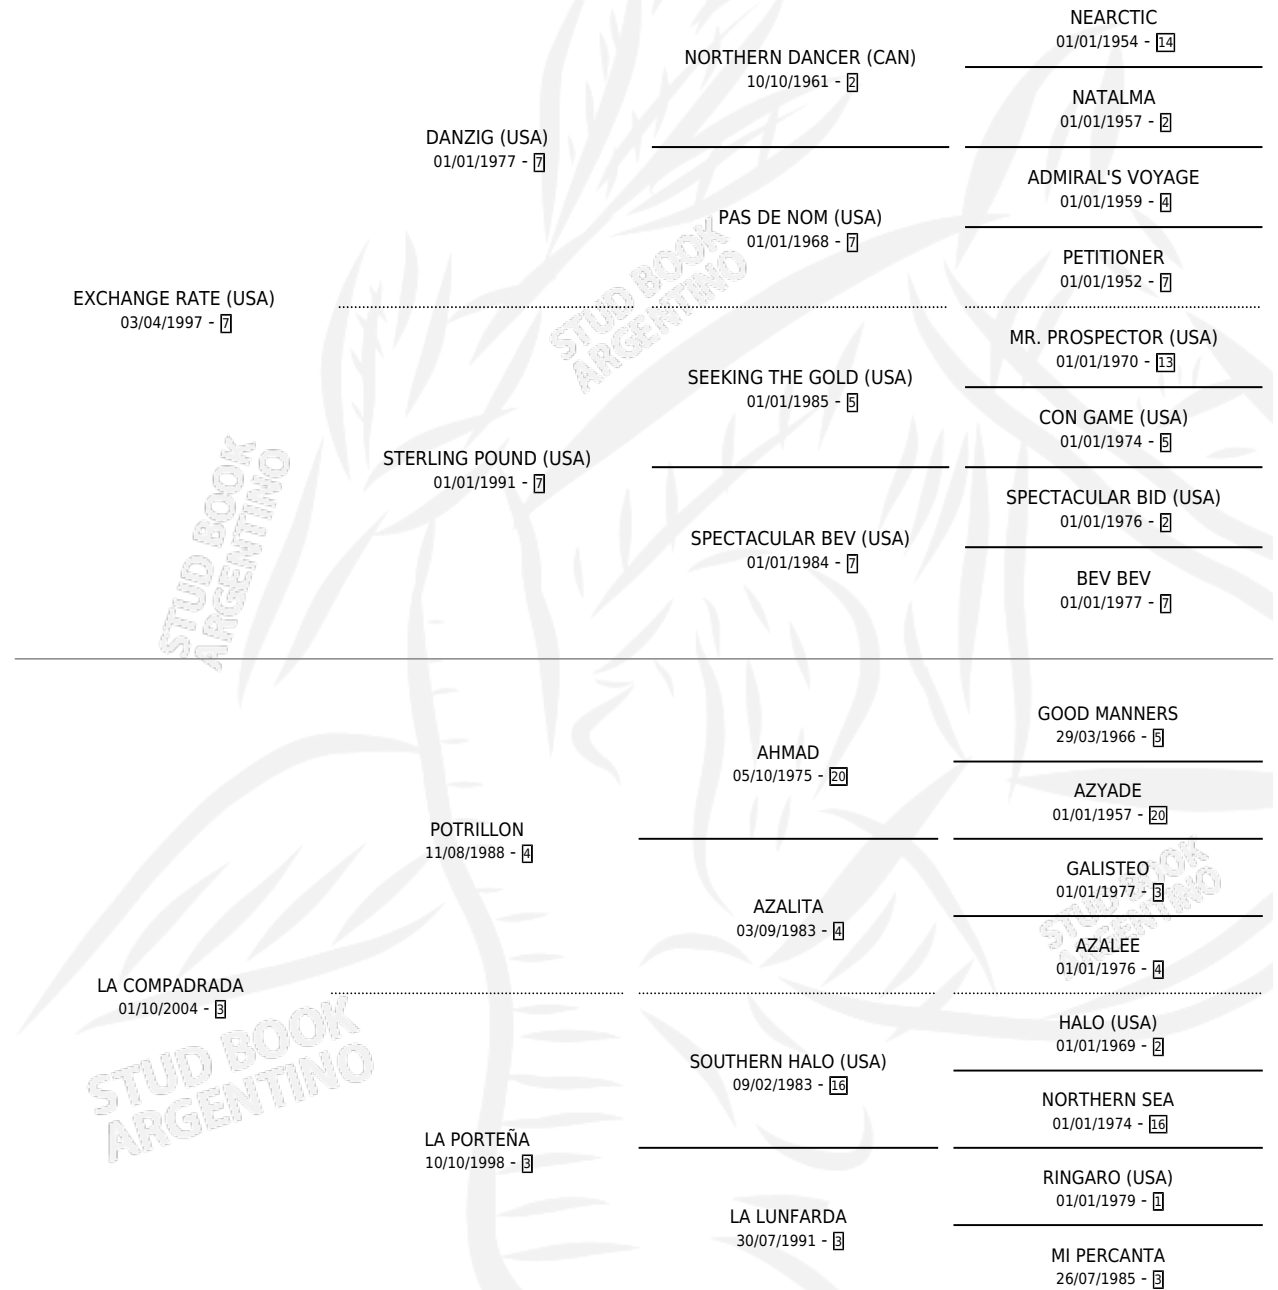 NEARCTIC
01/01/1954 - 14
NORTHERN DANCER (CAN)
10/10/1961 - 2
NATALMA
01/01/1957 - 2
DANZIG (USA)
01/01/1977 - 7
ADMIRAL'S VOYAGE
01/01/1959 - 4
PAS DE NOM (USA)
01/01/1968 - 7
PETITIONER
01/01/1952 - 7
EXCHANGE RATE (USA)
03/04/1997 - 7
STUD BOOK
ARGENTINO
MR. PROSPECTOR (USA)
01/01/1970 - 13
SEEKING THE GOLD (USA)
01/01/1985 - 5
CON GAME (USA)
01/01/1974 - 5
STERLING POUND (USA)
01/01/1991 - 7
SPECTACULAR BID (USA)
01/01/1976 - 2
SPECTACULAR BEV (USA)
01/01/1984 - 7
BEV BEV
01/01/1977 - 7
STUD BOOK
ARGENTINO
GOOD MANNERS
29/03/1966 - 5
AHMAD
05/10/1975 - 20
AZYADE
01/01/1957 - 20
POTRILLON
11/08/1988 - 4
GALISTEO
01/01/1977 - 3
AZALITA
03/09/1983 - 4
STUD BOOK
ARGENTINO
AZALEE
01/01/1976 - 4
LA COMPADRADA
01/10/2004 - 3
HALO (USA)
01/01/1969 - 2
SOUTHERN HALO (USA)
09/02/1983 - 16
STUD BOOK
ARGENTINO
NORTHERN SEA
01/01/1974 - 16
LA PORTEÑA
10/10/1998 - 3
RINGARO (USA)
01/01/1979 - 1
LA LUNFARDA
30/07/1991 - 3
MI PERCANTA
26/07/1985 - 3